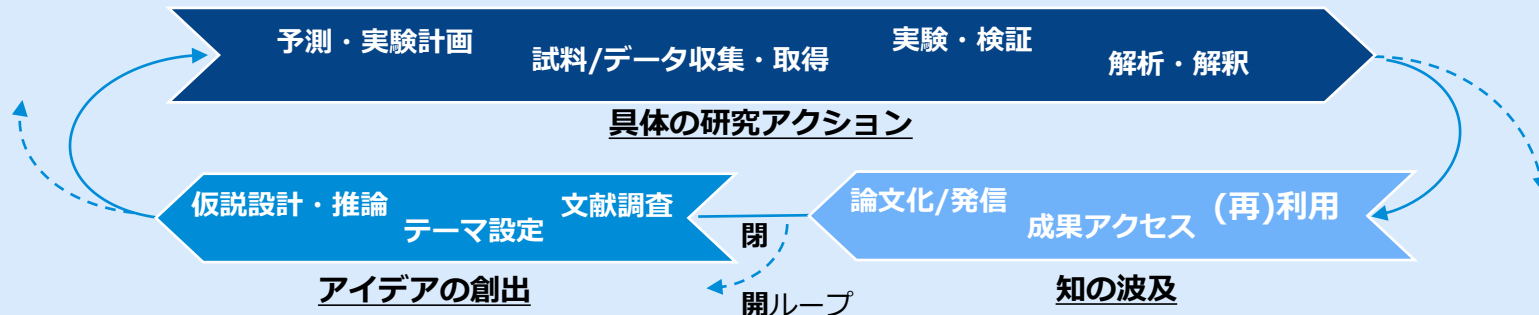 予測・実験計画
試料/データ収集・取得
実験・検証
解析・解釈
具体の研究アクション
仮説設計・推論
テーマ設定
文献調査
アイデアの創出
閉
開ループ
論文化/発信
成果アクセス
(再)利用
知の波及